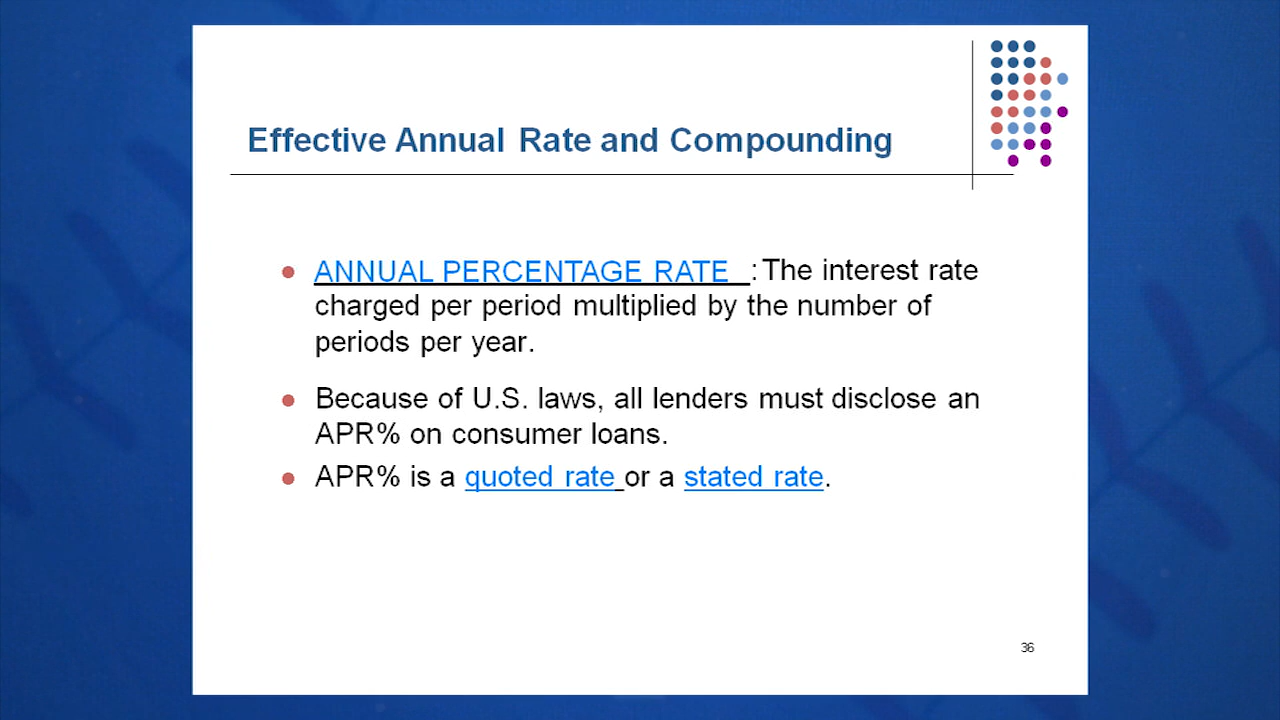 Effective Annual Rate and Compounding
ANNUAL PERCENTAGE RATE : The interest rate
charged per period multiplied by the number of
periods per year.
Because of U.S. laws, all lenders must disclose an
APR% on consumer loans.
APR% is a quoted rate or a stated rate.
36